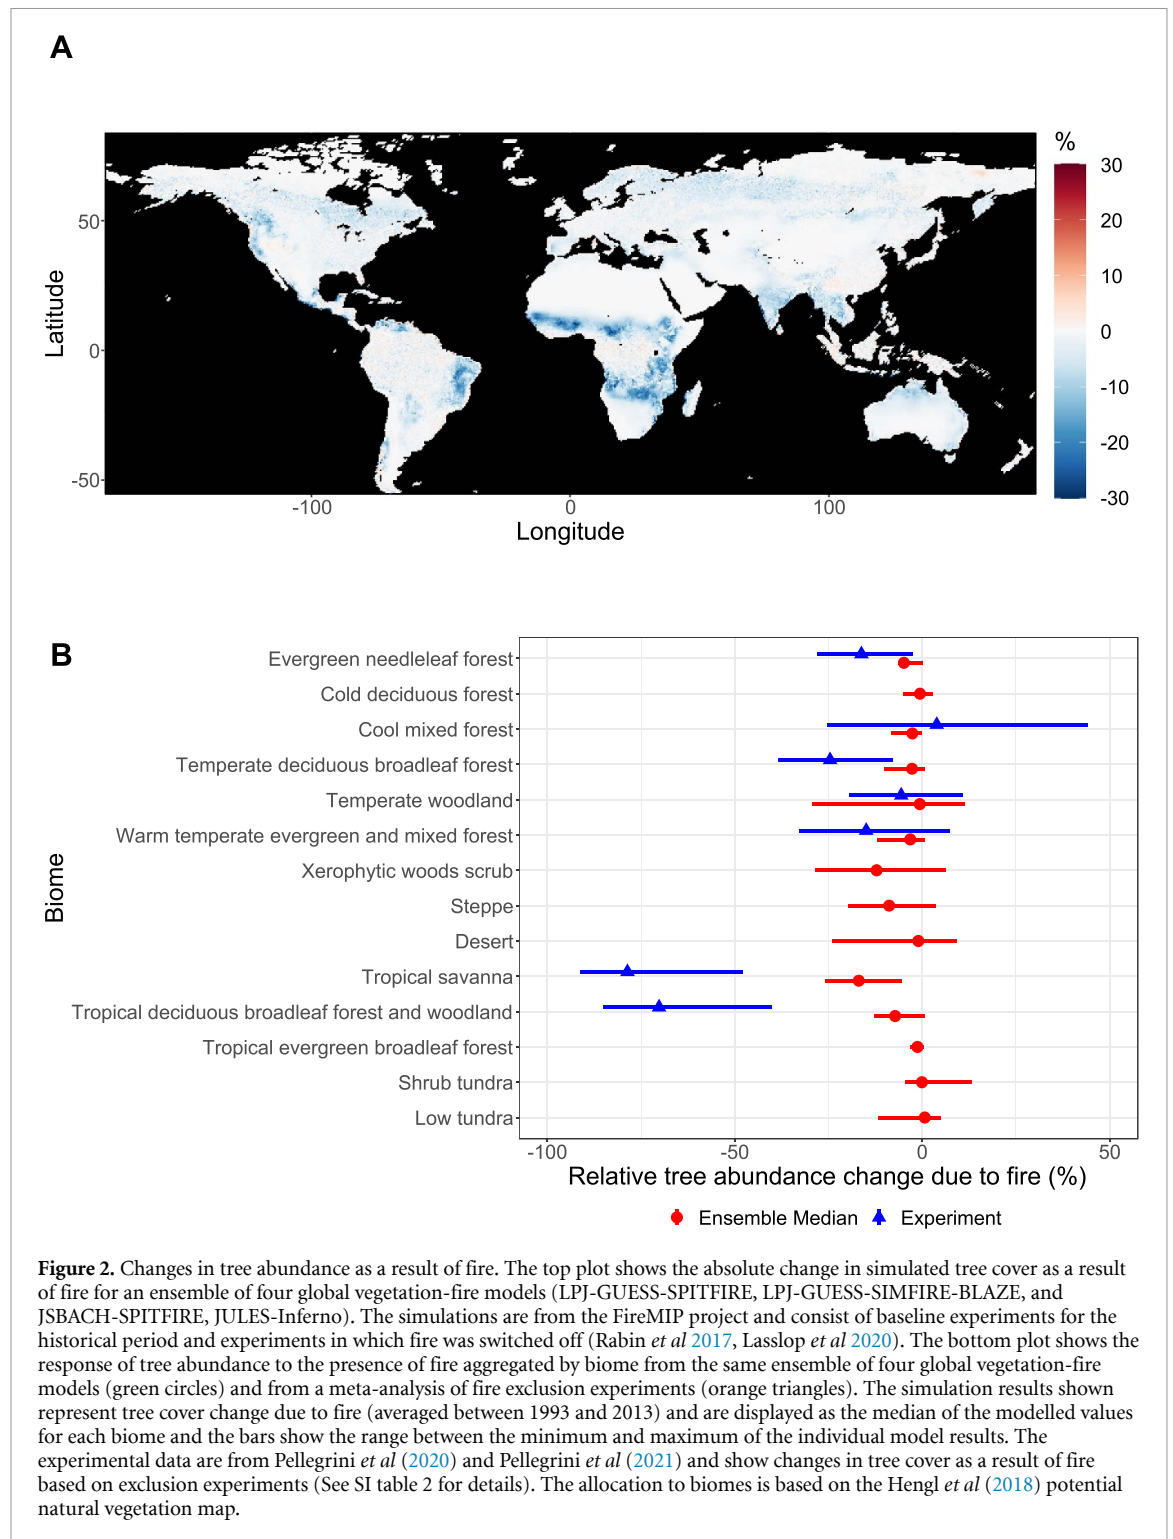 A
%
30
20
10
0
-10
-20
-30
50
0
-50
Latitude
-100
0
100
Longitude
B
Evergreen needleleaf forest
Cold deciduous forest
Cool mixed forest
Temperate deciduous broadleaf forest
Temperate woodland
Warm temperate evergreen and mixed forest
Xerophytic woods scrub
Steppe
Desert
Tropical savanna
Tropical deciduous broadleaf forest and woodland
Tropical evergreen broadleaf forest
Shrub tundra
Low tundra
Biome
-100
-50
0
50
Relative tree abundance change due to fire (%)
Ensemble Median
Experiment
Figure 2. Changes in tree abundance as a result of fire. The top plot shows the absolute change in simulated tree cover as a result
of fire for an ensemble of four global vegetation-fire models (LPJ-GUESS-SPITFIRE, LPJ-GUESS-SIMFIRE-BLAZE, and
JSBACH-SPITFIRE, JULES-Inferno). The simulations are from the FireMIP project and consist of baseline experiments for the
historical period and experiments in which fire was switched off (Rabin et al 2017, Lasslop et al 2020). The bottom plot shows the
response of tree abundance to the presence of fire aggregated by biome from the same ensemble of four global vegetation-fire
models (green circles) and from a meta-analysis of fire exclusion experiments (orange triangles). The simulation results shown
represent tree cover change due to fire (averaged between 1993 and 2013) and are displayed as the median of the modelled values
for each biome and the bars show the range between the minimum and maximum of the individual model results. The
experimental data are from Pellegrini et al (2020) and Pellegrini et al (2021) and show changes in tree cover as a result of fire
based on exclusion experiments (See SI table 2 for details). The allocation to biomes is based on the Hengl et al (2018) potential
natural vegetation map.